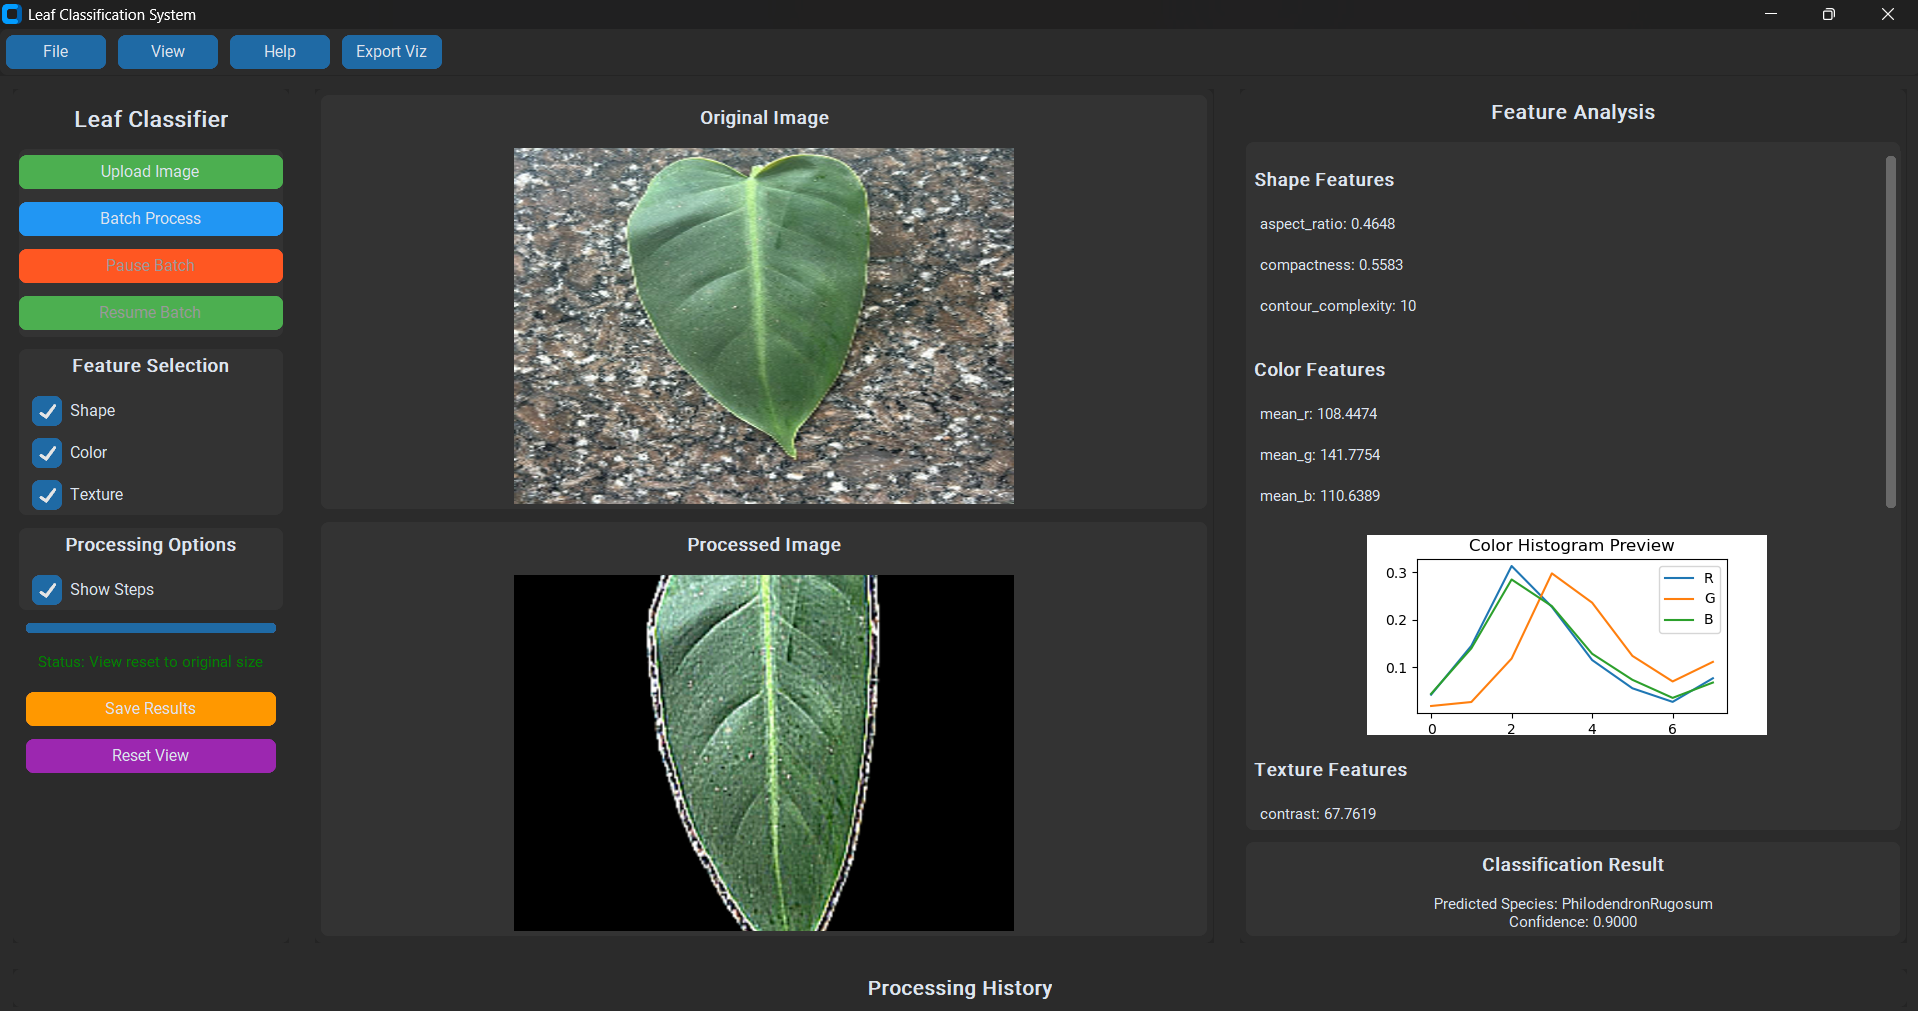 Leaf Classification System
File
View
Help
Export Viz
Leaf Classifier
Upload Image
Batch Process
Pause Batch
Resume Batch
Feature Selection
Shape
Color
Texture
Processing Options
Show Steps
Status: View reset to original size
Save Results
Reset View
Original Image
Processed Image
Feature Analysis
Shape Features
aspect_ratio: 0.4648
compactness: 0.5583
contour_complexity: 10
Color Features
mean_r: 108.4474
mean_g: 141.7754
mean_b: 110.6389
Color Histogram Preview
0.3
0.2
0.1
R
G
B
0 2 4 6
Texture Features
contrast: 67.7619
Classification Result
Predicted Species: PhilodendronRugosum
Confidence: 0.9000
Processing History